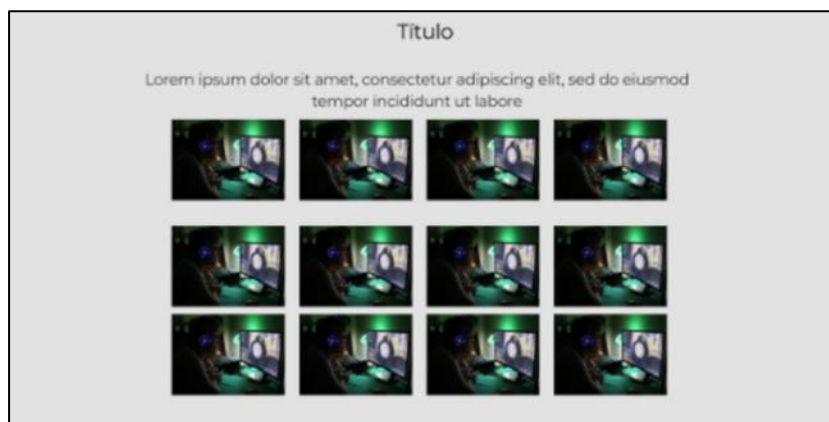 Título
Lorem ipsum dolor sit amet, consectetur adipiscing elit, sed do eiusmod
tempor incididunt ut labore